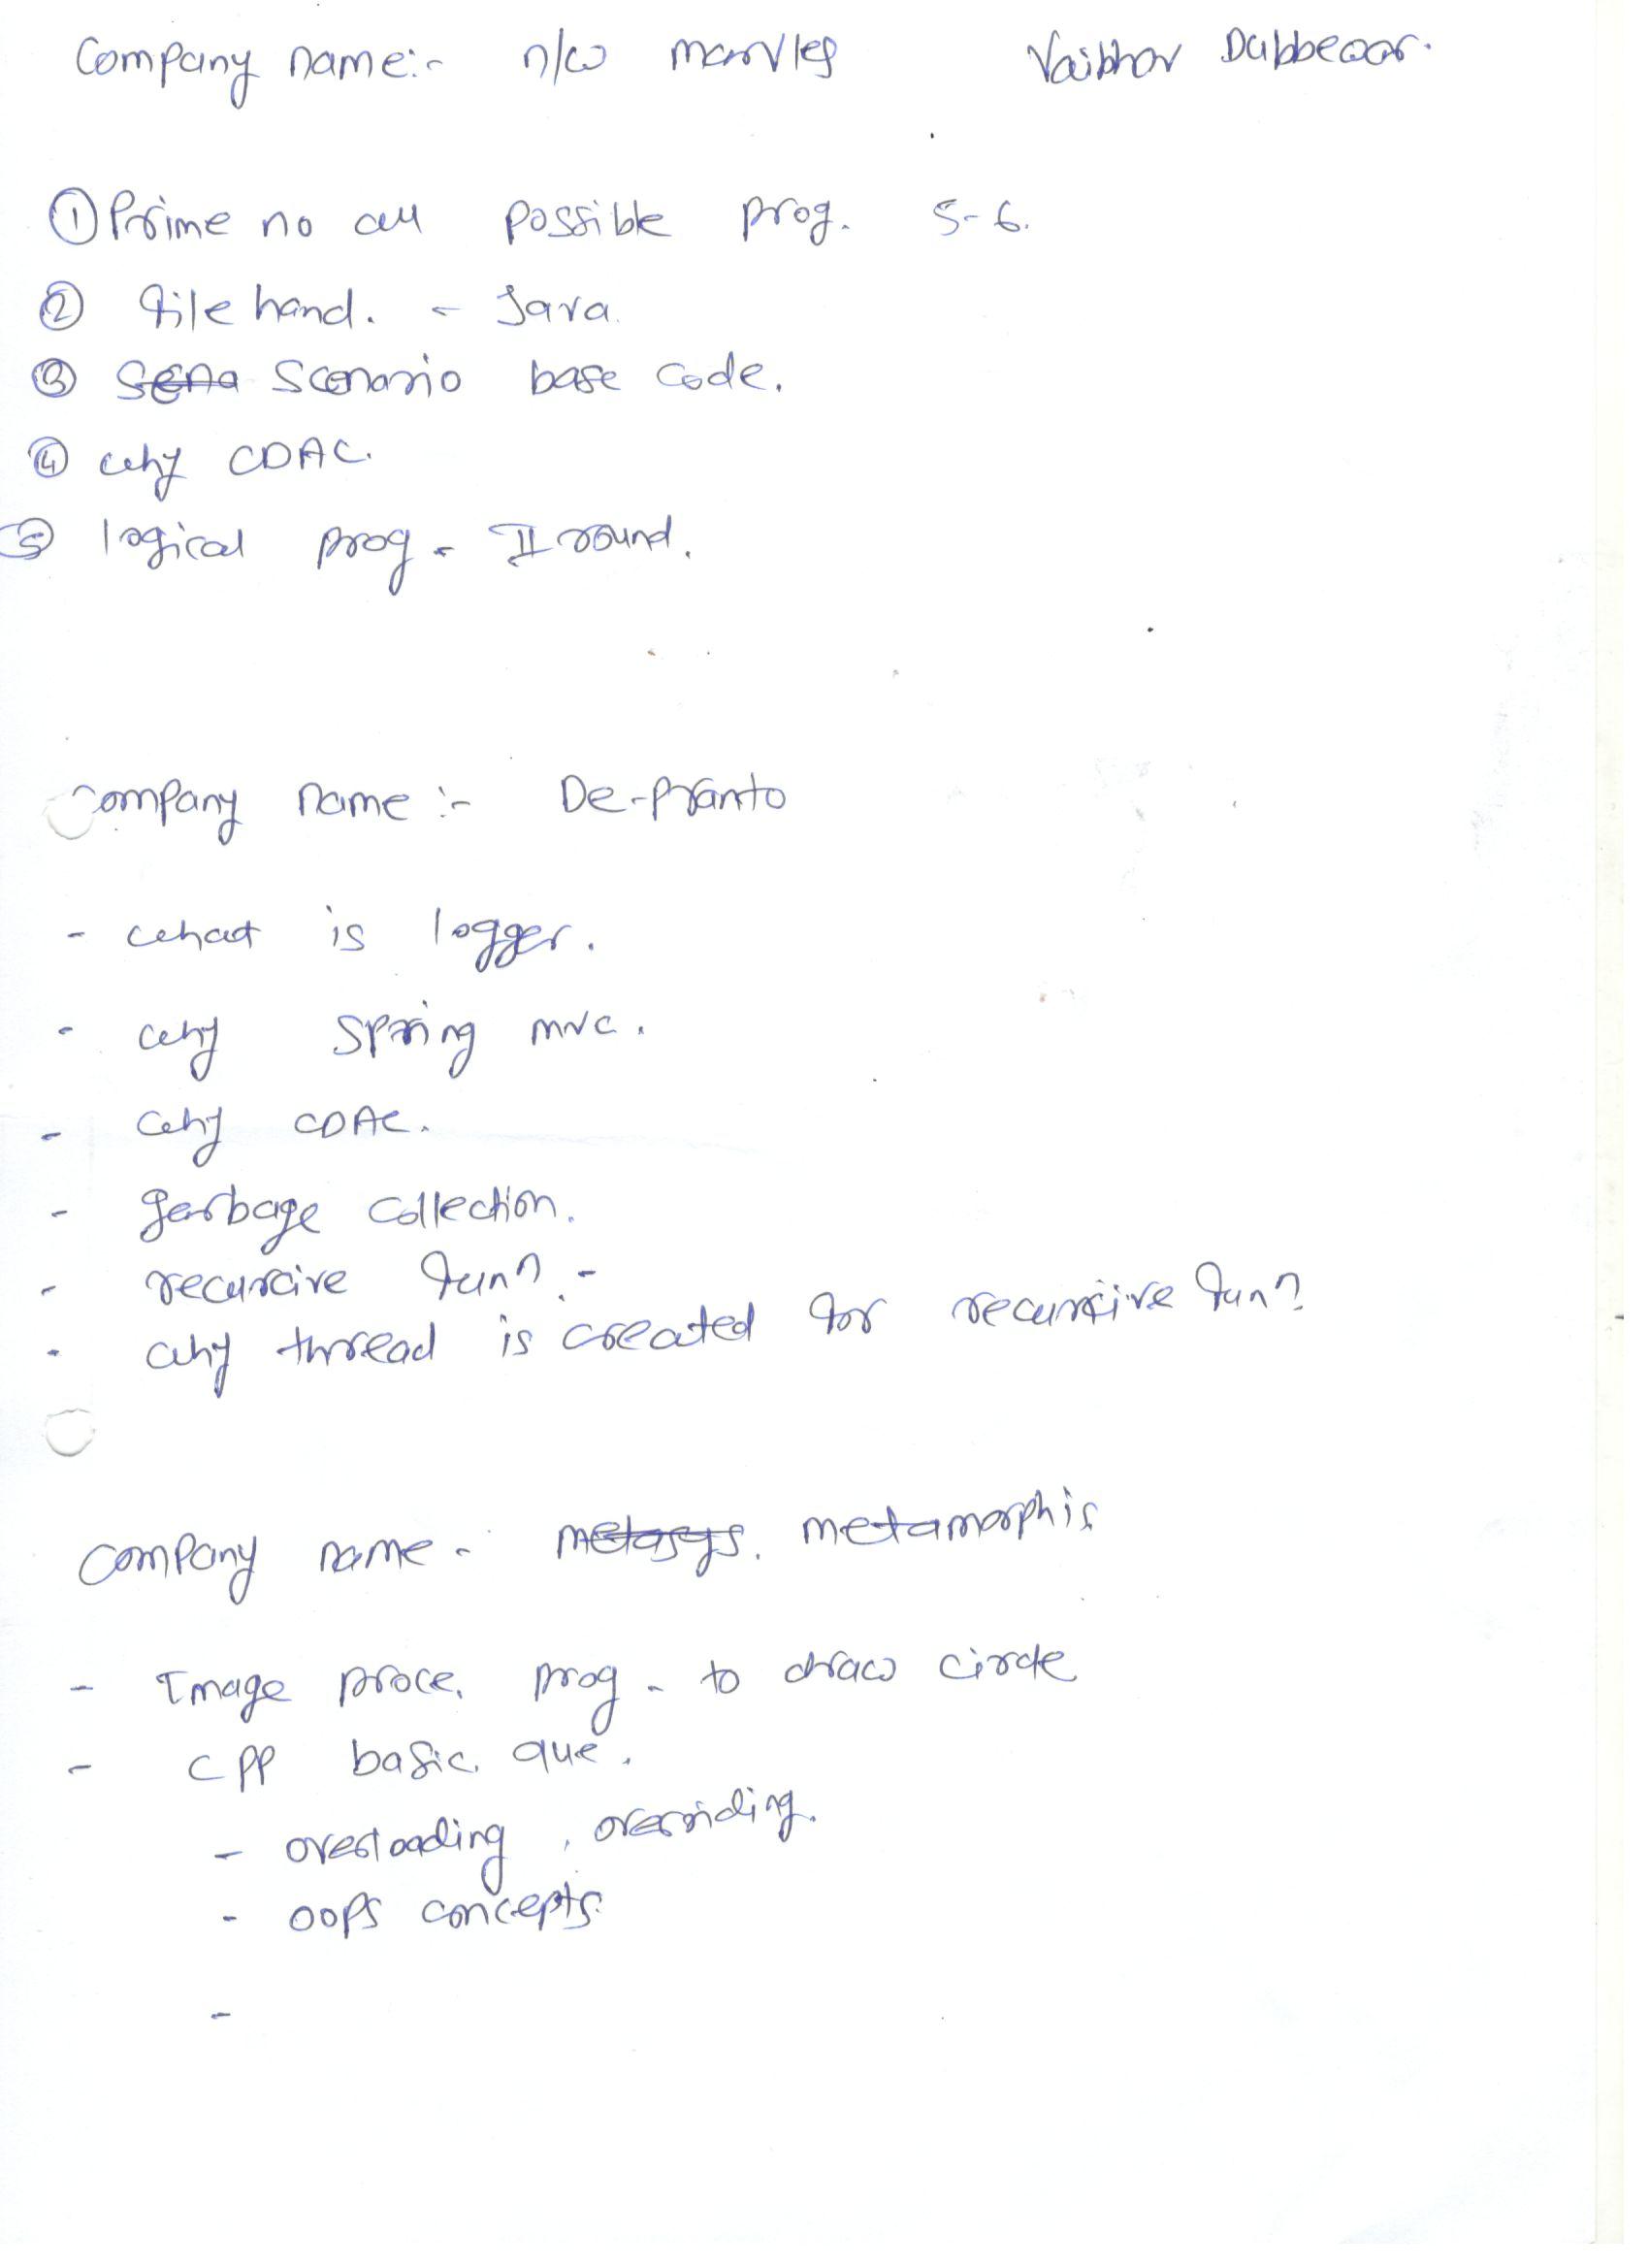 Company name:- n/w marvles Vaibhav Dabbewar.
① Prime no all possible prog. 5-6.
② file hand. - Java.
③ Sena Scenario base code.
④ why CDAC.
⑤ logical prog - II round.
Company name :- De-pranto
- what is logger.
- why Spring mvc.
- why CDAC.
- garbage collection.
- recursive funn. -
- why thread is created for recursive funn
Company name - metasys. metamorphis
- Image proce. prog - to draw circle
- CPP basic que.
- overloading, overriding.
- oops concepts.
-